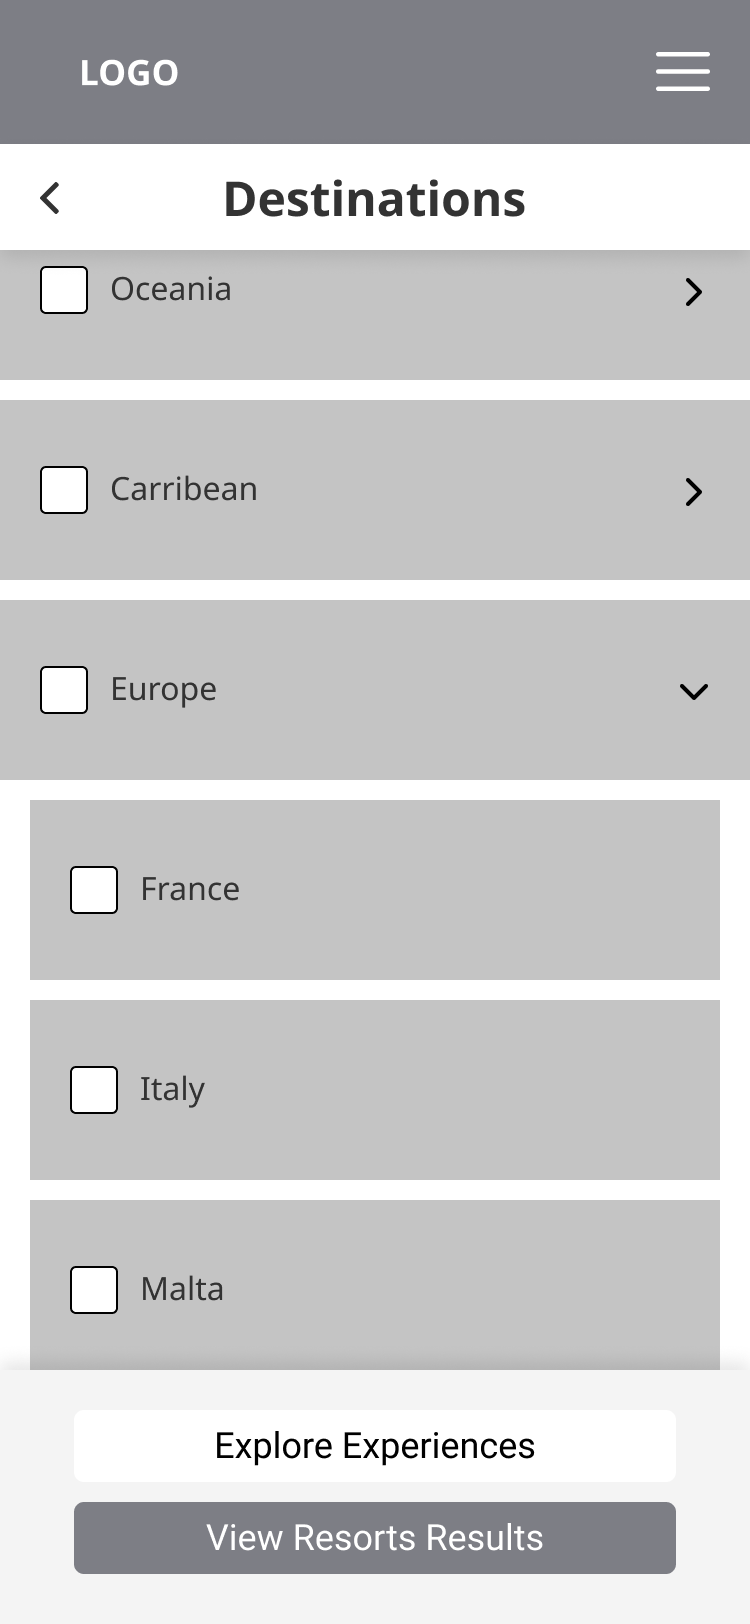 LOGO
Destinations
Oceania
Carribean
Europe
France
Italy
Malta
Explore Experiences
View Resorts Results